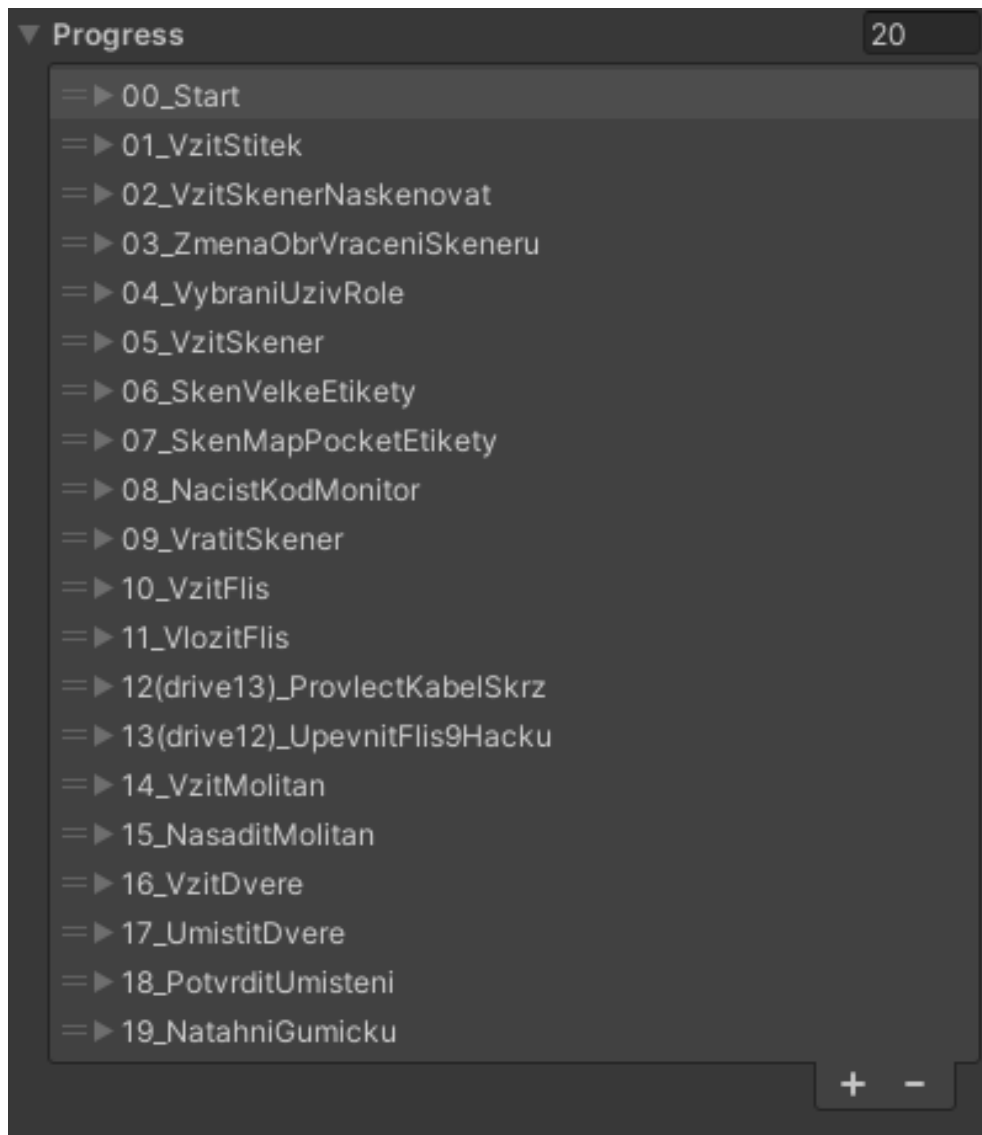 Progress 20
00_Start
01_VzitStitek
02_VzitSkenerNaskenovat
03_ZmenaObrVraceniSkeneru
04_VybraniUzivRole
05_VzitSkener
06_SkenVelkeEtikety
07_SkenMapPocketEtikety
08_NacistKodMonitor
09_VratitSkener
10_VzitFlis
11_VlozitFlis
12(drive13)_ProvlectKabelSkrz
13(drive12)_UpevnitFlis9Hacku
14_VzitMolitan
15_NasaditMolitan
16_VzitDvere
17_UmistitDvere
18_PotvrditUmisteni
19_NatahniGumicku
+ −